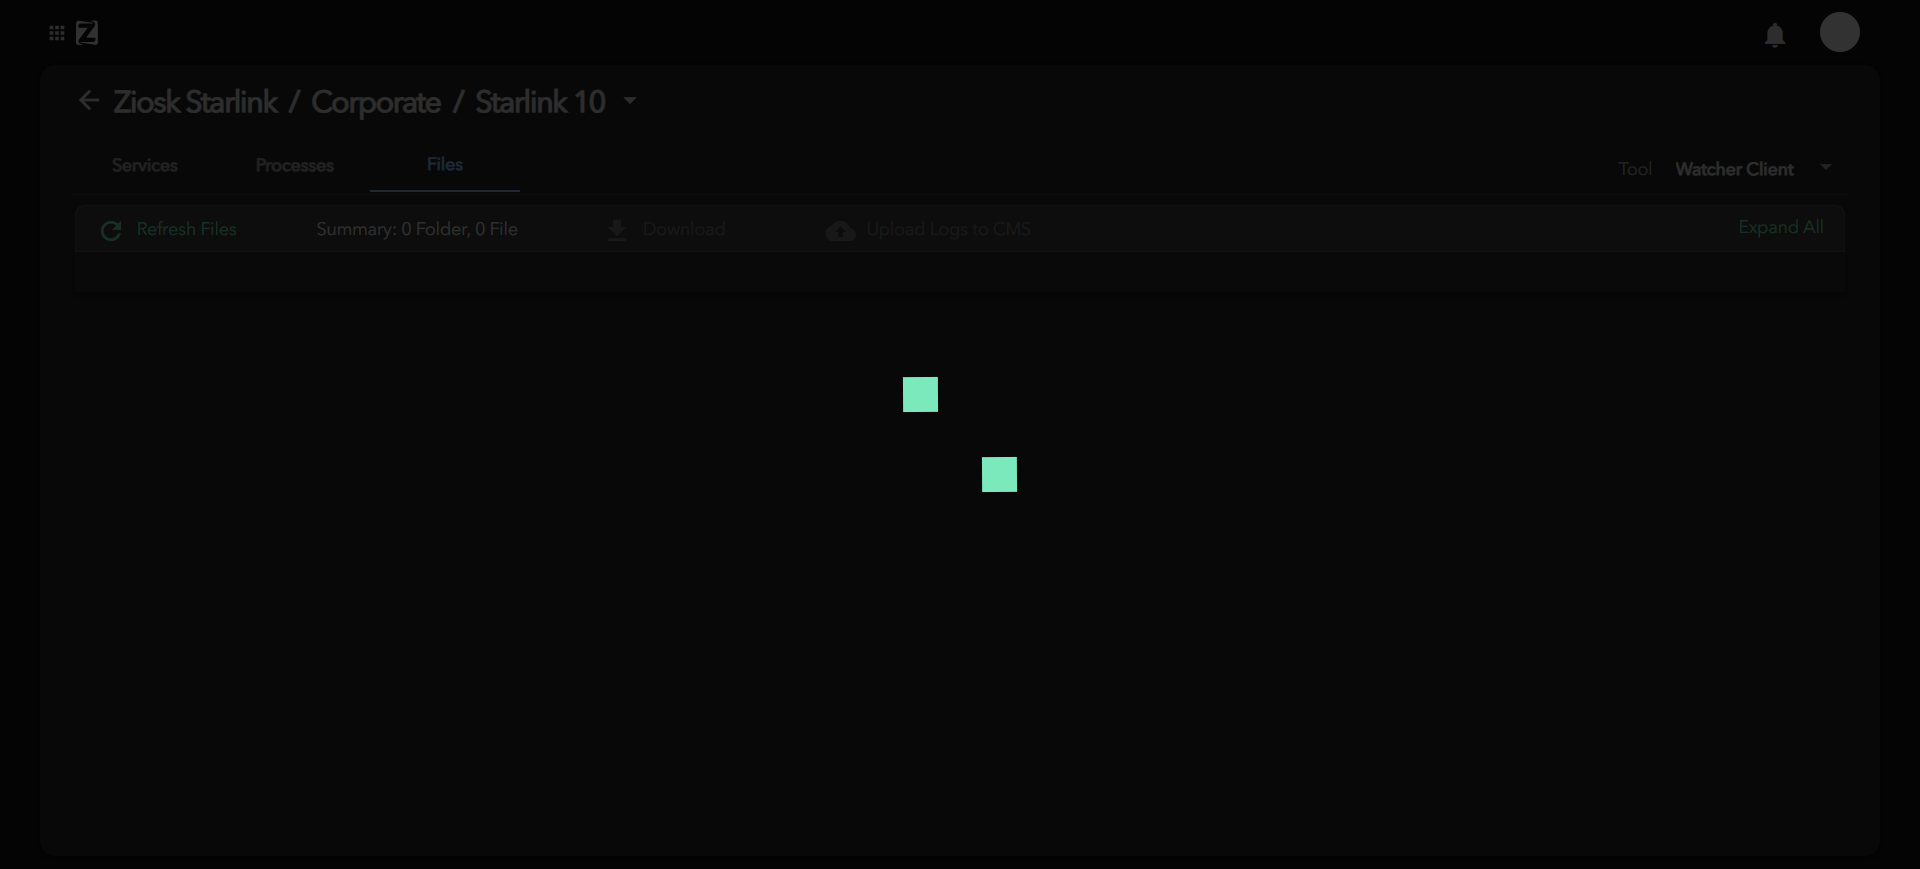 Z
Ziosk Starlink / Corporate / Starlink 10
Services Processes Files Tool Watcher Client
Refresh Files Summary: 0 Folder, 0 File Download Upload Logs to CMS Expand All